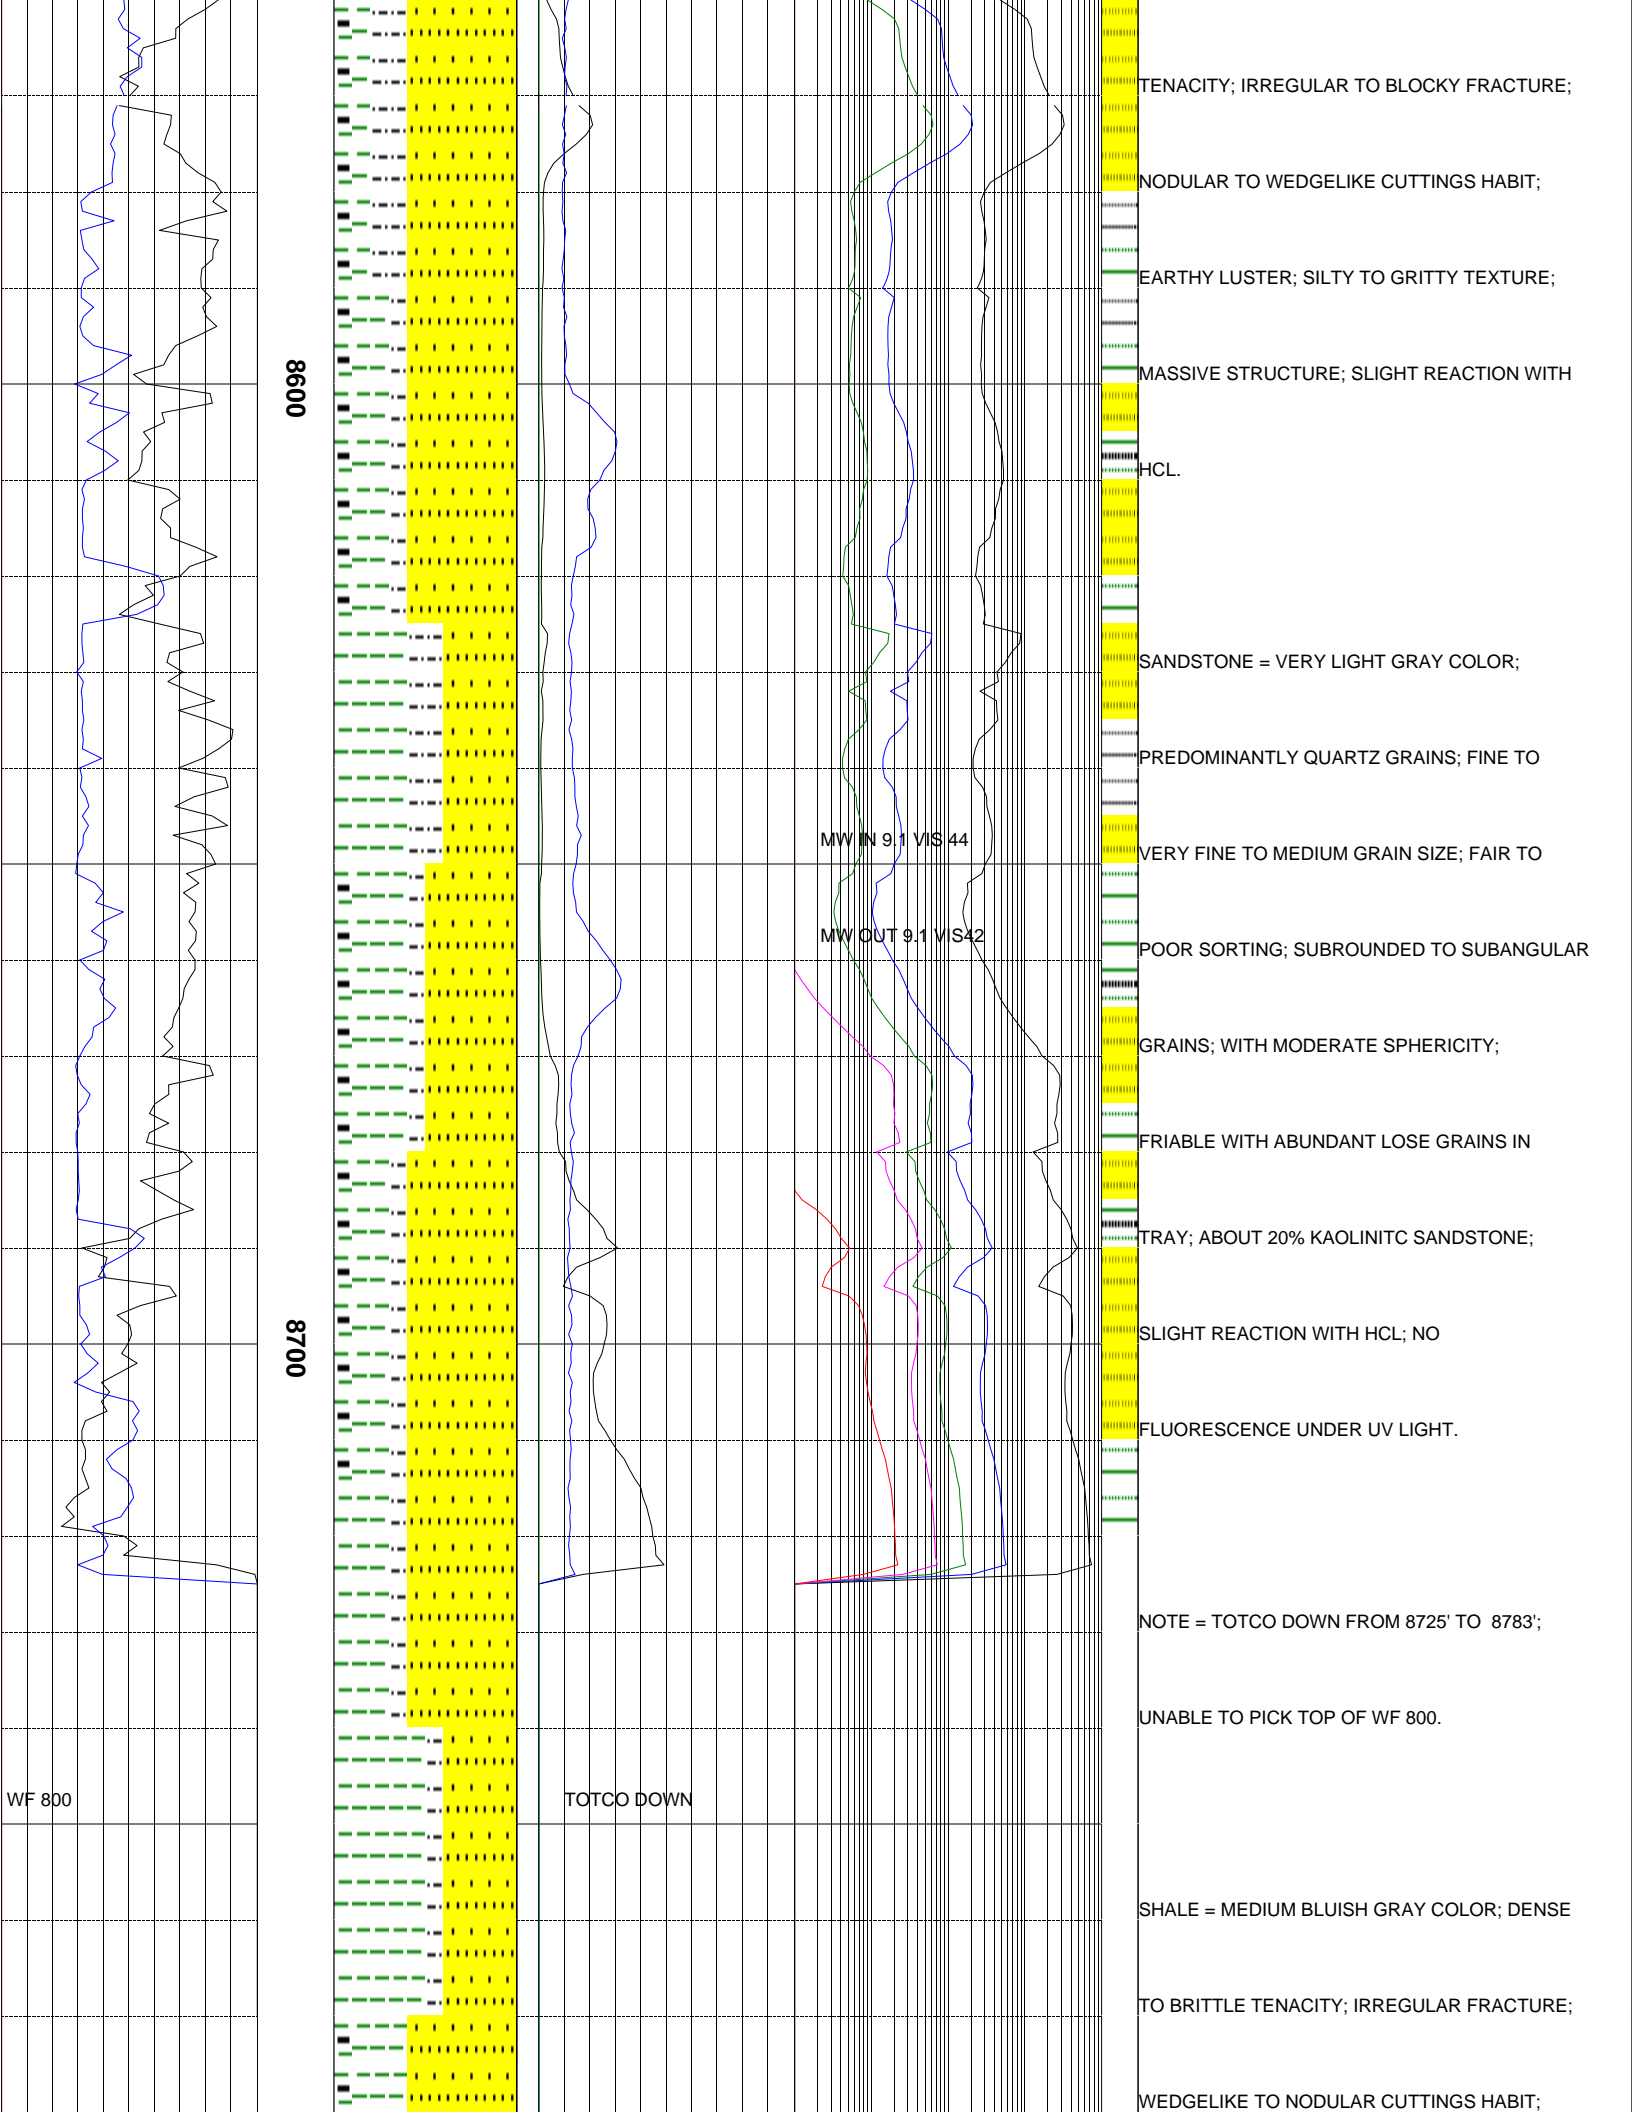 TENACITY; IRREGULAR TO BLOCKY FRACTURE;
NODULAR TO WEDGELIKE CUTTINGS HABIT;
EARTHY LUSTER; SILTY TO GRITTY TEXTURE;
8600
MASSIVE STRUCTURE; SLIGHT REACTION WITH
HCL.
SANDSTONE = VERY LIGHT GRAY COLOR;
PREDOMINANTLY QUARTZ GRAINS; FINE TO
MW IN 9.1 VIS 44
VERY FINE TO MEDIUM GRAIN SIZE; FAIR TO
MW OUT 9.1 VIS42
POOR SORTING; SUBROUNDED TO SUBANGULAR
GRAINS; WITH MODERATE SPHERICITY;
FRIABLE WITH ABUNDANT LOSE GRAINS IN
TRAY; ABOUT 20% KAOLINITC SANDSTONE;
8700
SLIGHT REACTION WITH HCL; NO
FLUORESCENCE UNDER UV LIGHT.
NOTE = TOTCO DOWN FROM 8725' TO  8783';
UNABLE TO PICK TOP OF WF 800.
WF 800
TOTCO DOWN
SHALE = MEDIUM BLUISH GRAY COLOR; DENSE
TO BRITTLE TENACITY; IRREGULAR FRACTURE;
WEDGELIKE TO NODULAR CUTTINGS HABIT;